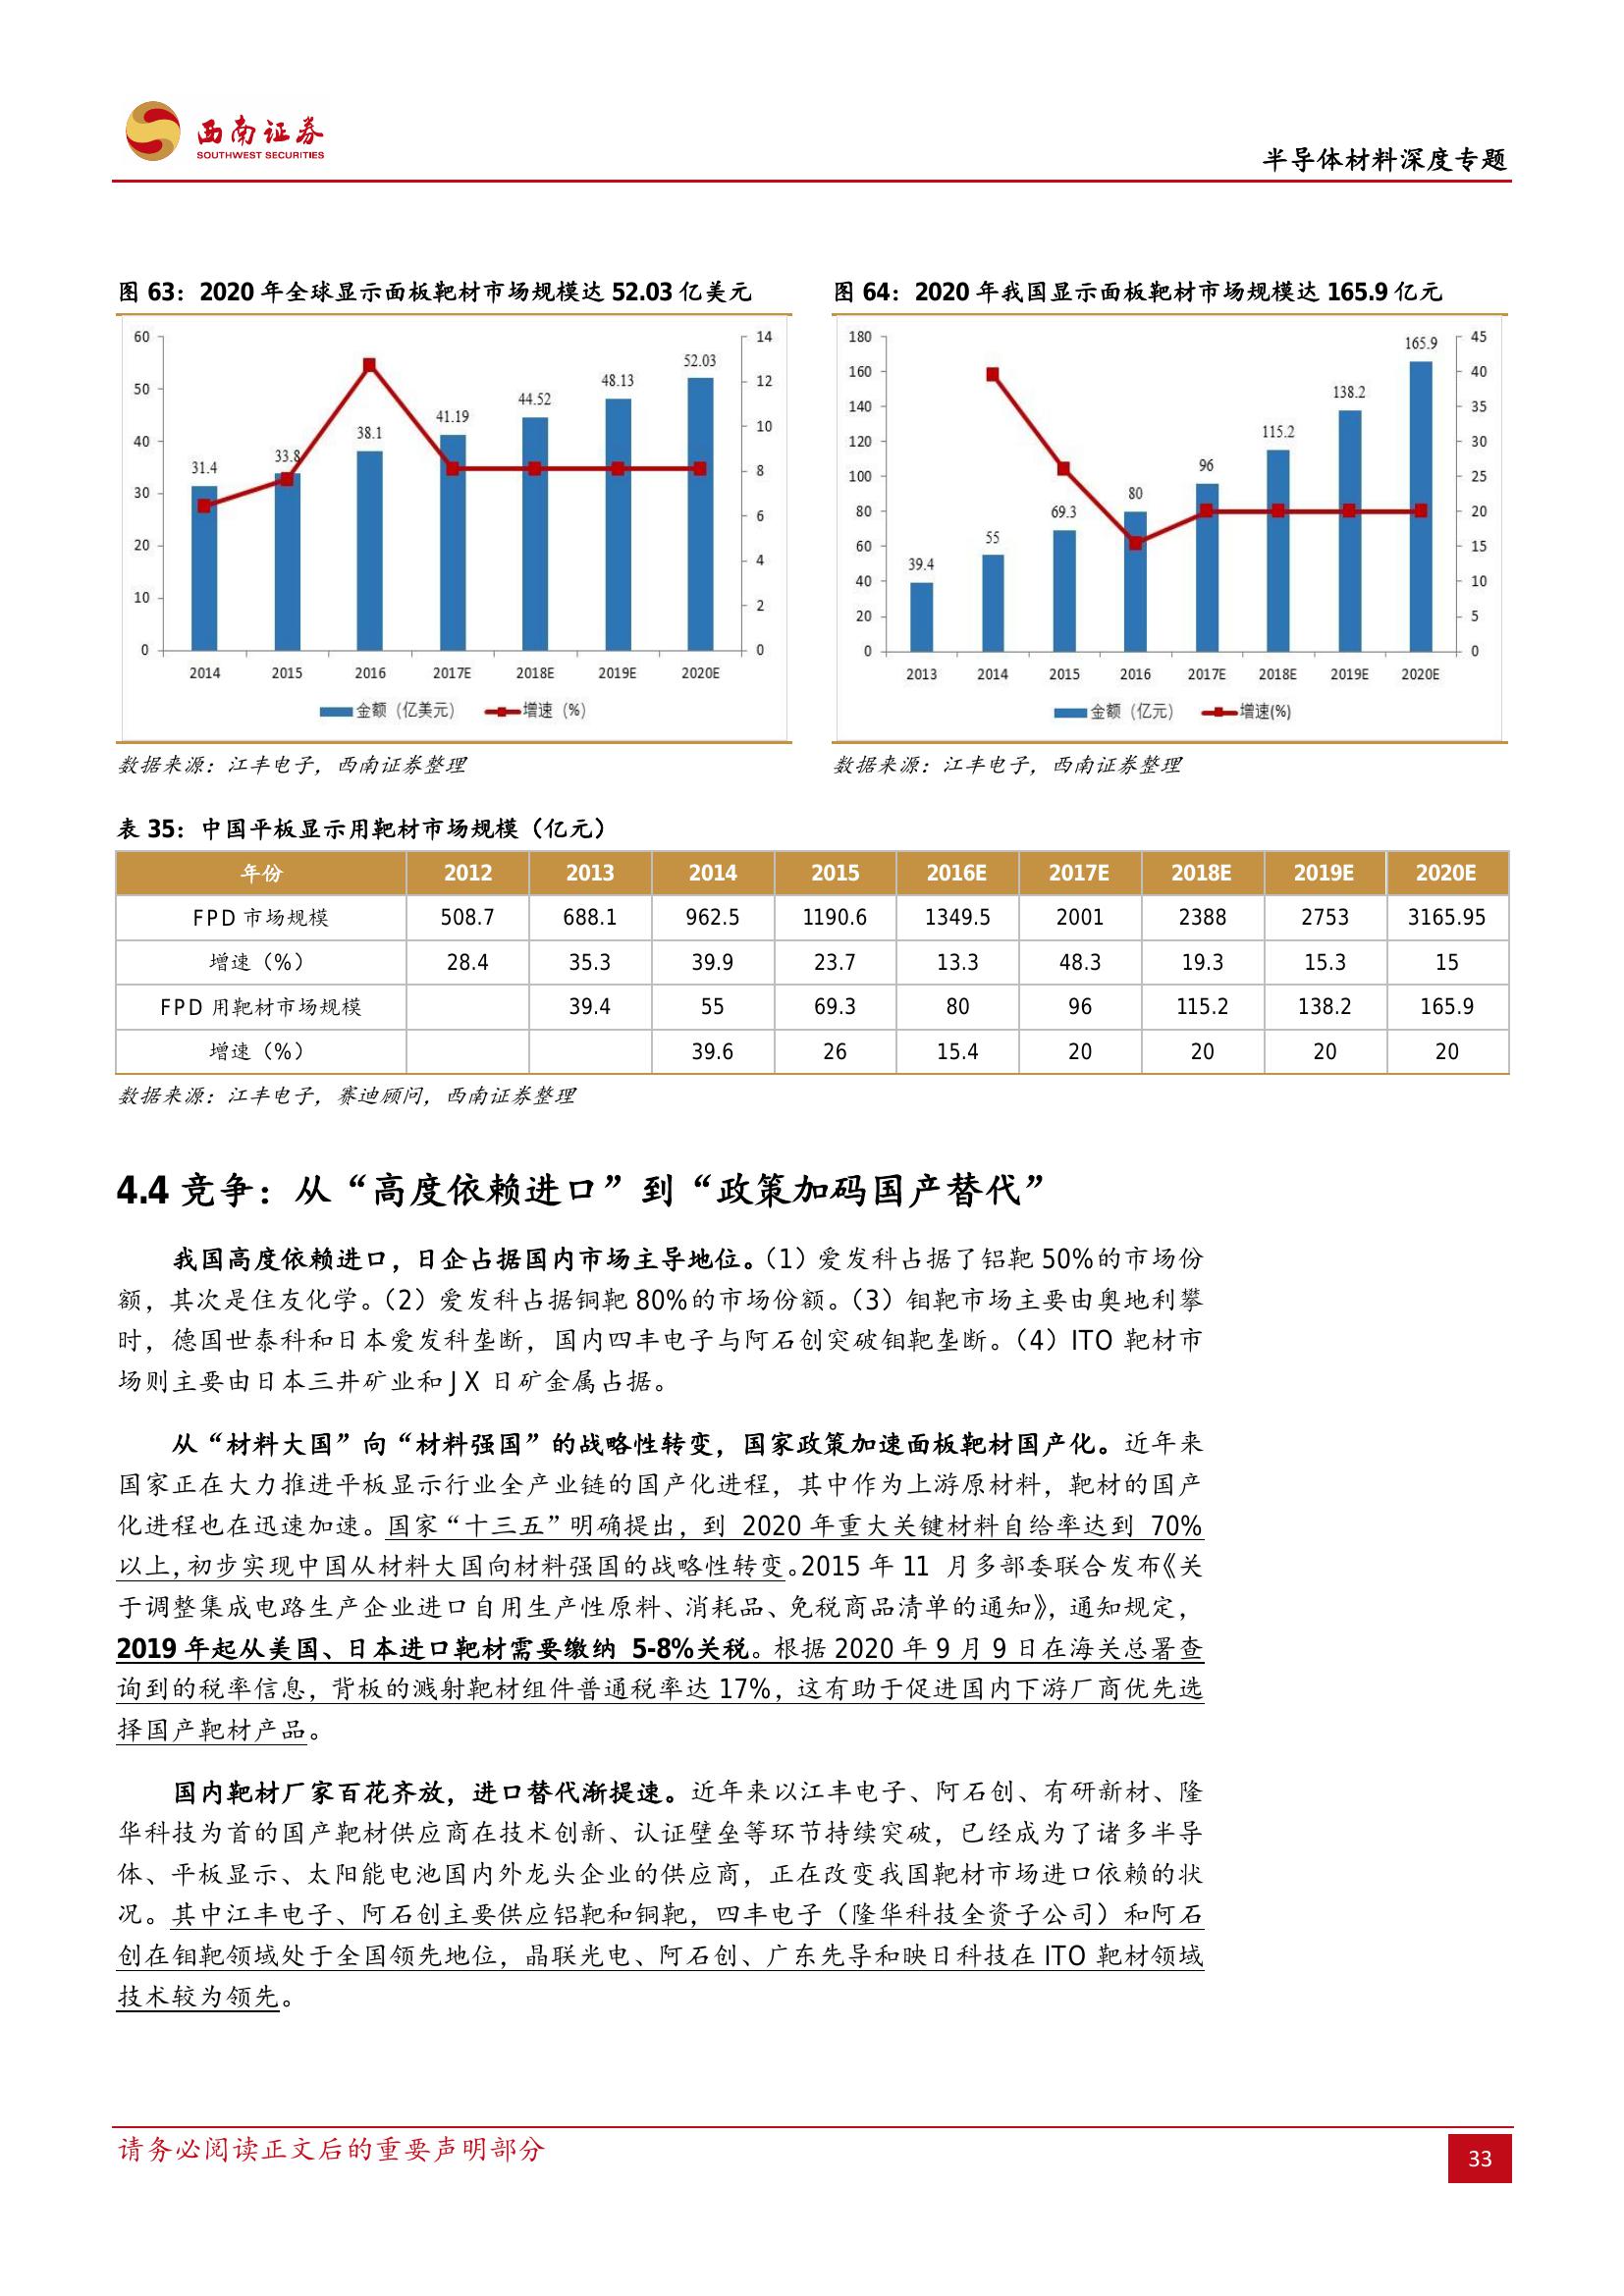 西南证券
SOUTHWEST SECURITIES
半导体材料深度专题
图 63：2020 年全球显示面板靶材市场规模达 52.03 亿美元
60
50
40
30
20
10
0
14
12
10
8
6
4
2
0
31.4
33.8
38.1
41.19
44.52
48.13
52.03
2014 2015 2016 2017E 2018E 2019E 2020E
金额（亿美元） 增速（%）
数据来源：江丰电子，西南证券整理
图 64：2020 年我国显示面板靶材市场规模达 165.9 亿元
180
160
140
120
100
80
60
40
20
0
45
40
35
30
25
20
15
10
5
0
39.4
55
69.3
80
96
115.2
138.2
165.9
2013 2014 2015 2016 2017E 2018E 2019E 2020E
金额（亿元） 增速(%)
数据来源：江丰电子，西南证券整理
表 35：中国平板显示用靶材市场规模（亿元）
年份 2012 2013 2014 2015 2016E 2017E 2018E 2019E 2020E
FPD 市场规模 508.7 688.1 962.5 1190.6 1349.5 2001 2388 2753 3165.95
增速（%） 28.4 35.3 39.9 23.7 13.3 48.3 19.3 15.3 15
FPD 用靶材市场规模 39.4 55 69.3 80 96 115.2 138.2 165.9
增速（%） 39.6 26 15.4 20 20 20 20
数据来源：江丰电子，赛迪顾问，西南证券整理
4.4 竞争：从“高度依赖进口”到“政策加码国产替代”
我国高度依赖进口，日企占据国内市场主导地位。（1）爱发科占据了铝靶 50%的市场份
额，其次是住友化学。（2）爱发科占据铜靶 80%的市场份额。（3）钼靶市场主要由奥地利攀
时，德国世泰科和日本爱发科垄断，国内四丰电子与阿石创突破钼靶垄断。（4）ITO 靶材市
场则主要由日本三井矿业和 JX 日矿金属占据。
从“材料大国”向“材料强国”的战略性转变，国家政策加速面板靶材国产化。近年来
国家正在大力推进平板显示行业全产业链的国产化进程，其中作为上游原材料，靶材的国产
化进程也在迅速加速。国家“十三五”明确提出，到 2020 年重大关键材料自给率达到 70%
以上，初步实现中国从材料大国向材料强国的战略性转变。2015 年 11 月多部委联合发布《关
于调整集成电路生产企业进口自用生产性原料、消耗品、免税商品清单的通知》，通知规定，
2019 年起从美国、日本进口靶材需要缴纳 5-8%关税。根据 2020 年 9 月 9 日在海关总署查
询到的税率信息，背板的溅射靶材组件普通税率达 17%，这有助于促进国内下游厂商优先选
择国产靶材产品。
国内靶材厂家百花齐放，进口替代渐提速。近年来以江丰电子、阿石创、有研新材、隆
华科技为首的国产靶材供应商在技术创新、认证壁垒等环节持续突破，已经成为了诸多半导
体、平板显示、太阳能电池国内外龙头企业的供应商，正在改变我国靶材市场进口依赖的状
况。其中江丰电子、阿石创主要供应铝靶和铜靶，四丰电子（隆华科技全资子公司）和阿石
创在钼靶领域处于全国领先地位，晶联光电、阿石创、广东先导和映日科技在 ITO 靶材领域
技术较为领先。
请务必阅读正文后的重要声明部分
33